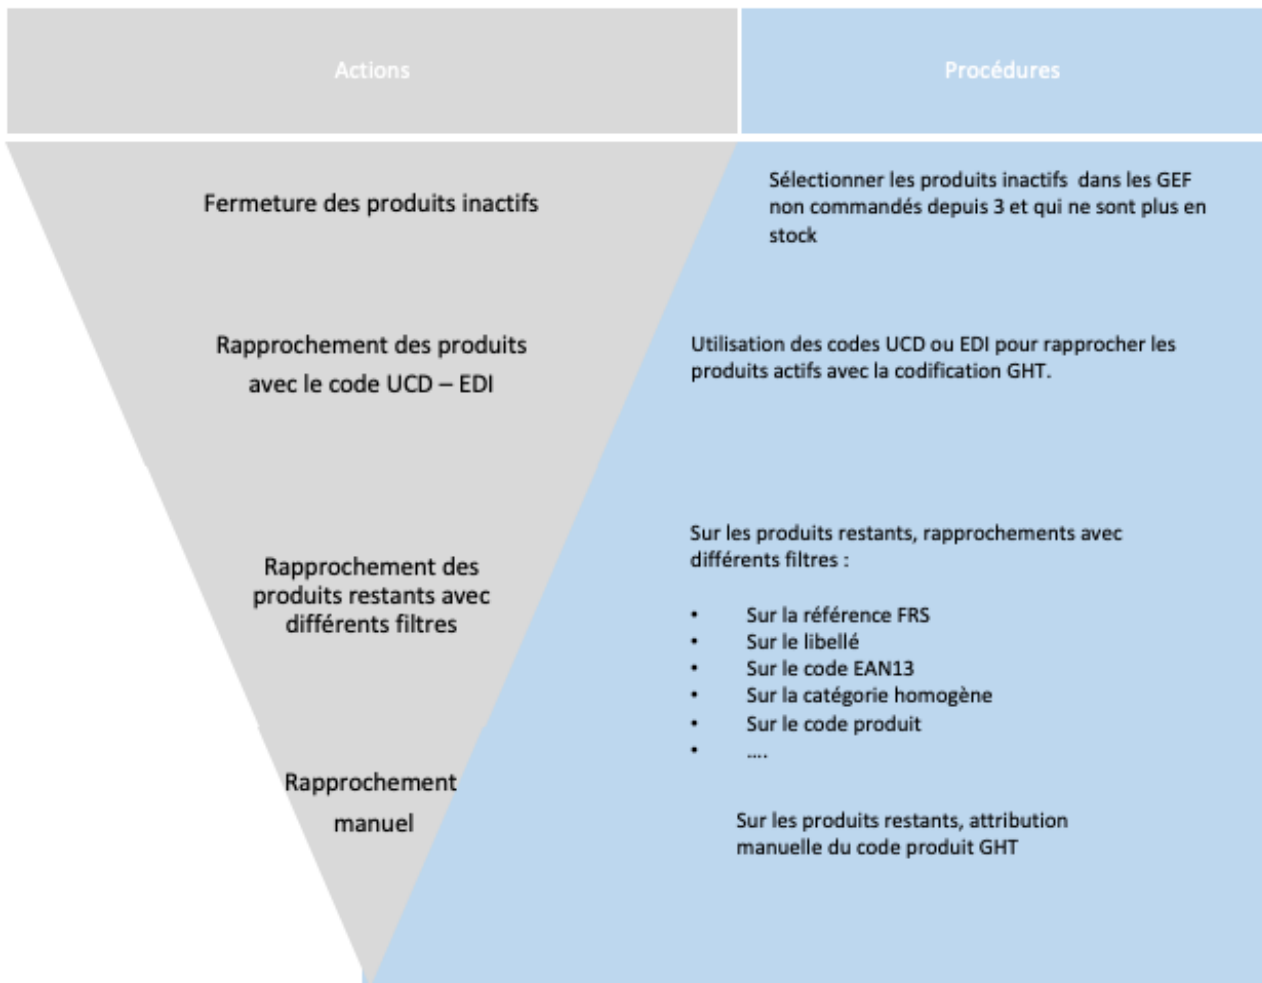 Actions
Procédures
Fermeture des produits inactifs
Sélectionner les produits inactifs dans les GEF
non commandés depuis 3 et qui ne sont plus en
stock
Rapprochement des produits
avec le code UCD – EDI
Utilisation des codes UCD ou EDI pour rapprocher les
produits actifs avec la codification GHT.
Rapprochement des
produits restants avec
différents filtres
Sur les produits restants, rapprochements avec
différents filtres :
• Sur la référence FRS
• Sur le libellé
• Sur le code EAN13
• Sur la catégorie homogène
• Sur le code produit
• ....
Rapprochement
manuel
Sur les produits restants, attribution
manuelle du code produit GHT